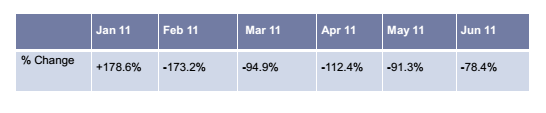 Jan 11 Feb 11 Mar 11 Apr 11 May 11 Jun 11
% Change +178.6% -173.2% -94.9% -112.4% -91.3% -78.4%